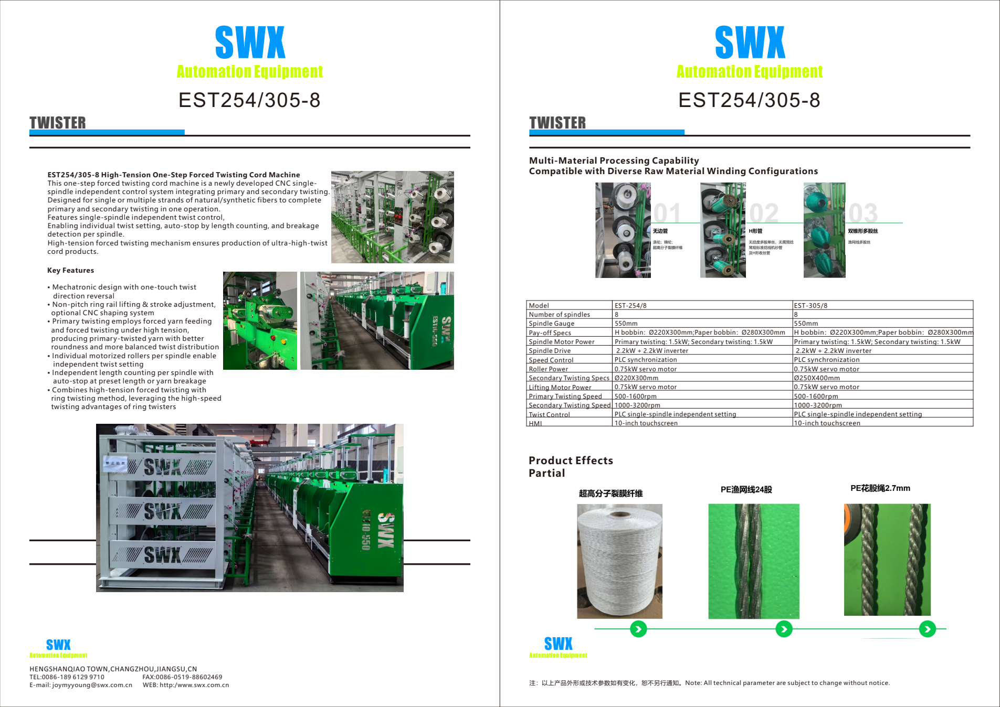 SWX
Automation Equipment
EST254/305-8
TWISTER
EST254/305-8 High-Tension One-Step Forced Twisting Cord Machine
This one-step forced twisting cord machine is a newly developed CNC single-
spindle independent control system integrating primary and secondary twisting.
Designed for single or multiple strands of natural/synthetic fibers to complete
primary and secondary twisting in one operation.
Features single-spindle independent twist control,
Enabling individual twist setting, auto-stop by length counting, and breakage
detection per spindle.
High-tension forced twisting mechanism ensures production of ultra-high-twist
cord products.
Key Features
• Mechatronic design with one-touch twist
direction reversal
• Non-pitch ring rail lifting & stroke adjustment,
optional CNC shaping system
• Primary twisting employs forced yarn feeding
and forced twisting under high tension,
producing primary-twisted yarn with better
roundness and more balanced twist distribution
• Individual motorized rollers per spindle enable
independent twist setting
• Independent length counting per spindle with
auto-stop at preset length or yarn breakage
• Combines high-tension forced twisting with
ring twisting method, leveraging the high-speed
twisting advantages of ring twisters
SWX
禁止拍照
SWX
SWX
SWX
SWX
SWX
Automation Equipment
HENGSHANQIAO TOWN,CHANGZHOU,JIANGSU,CN
TEL:0086-189 6129 9710 FAX:0086-0519-88602469
E-mail: joymyyoung@swx.com.cn WEB: http:/www.swx.com.cn
SWX
Automation Equipment
EST254/305-8
TWISTER
Multi-Material Processing Capability
Compatible with Diverse Raw Material Winding Configurations
01
无边管
涤纶；锦纶；
超高分子裂膜纤维
02
H形管
无捻度多股单丝，无需预捻
常规标准捻线机纱管
及H形收丝管
03
双锥形多股丝
渔网线多股丝
Model EST-254/8 EST-305/8
Number of spindles 8 8
Spindle Gauge 550mm 550mm
Pay-off Specs H bobbin: Ø220X300mm;Paper bobbin: Ø280X300mm H bobbin: Ø220X300mm;Paper bobbin: Ø280X300mm
Spindle Motor Power Primary twisting: 1.5kW; Secondary twisting: 1.5kW Primary twisting: 1.5kW; Secondary twisting: 1.5kW
Spindle Drive 2.2kW + 2.2kW inverter 2.2kW + 2.2kW inverter
Speed Control PLC synchronization PLC synchronization
Roller Power 0.75kW servo motor 0.75kW servo motor
Secondary Twisting Specs Ø220X300mm Ø250X400mm
Lifting Motor Power 0.75kW servo motor 0.75kW servo motor
Primary Twisting Speed 500-1600rpm 500-1600rpm
Secondary Twisting Speed 1000-3200rpm 1000-3200rpm
Twist Control PLC single-spindle independent setting PLC single-spindle independent setting
HMI 10-inch touchscreen 10-inch touchscreen
Product Effects
Partial
超高分子裂膜纤维
PE渔网线24股
PE花股绳2.7mm
SWX
Automation Equipment
注：以上产品外形或技术参数如有变化，恕不另行通知。Note: All technical parameter are subject to change without notice.